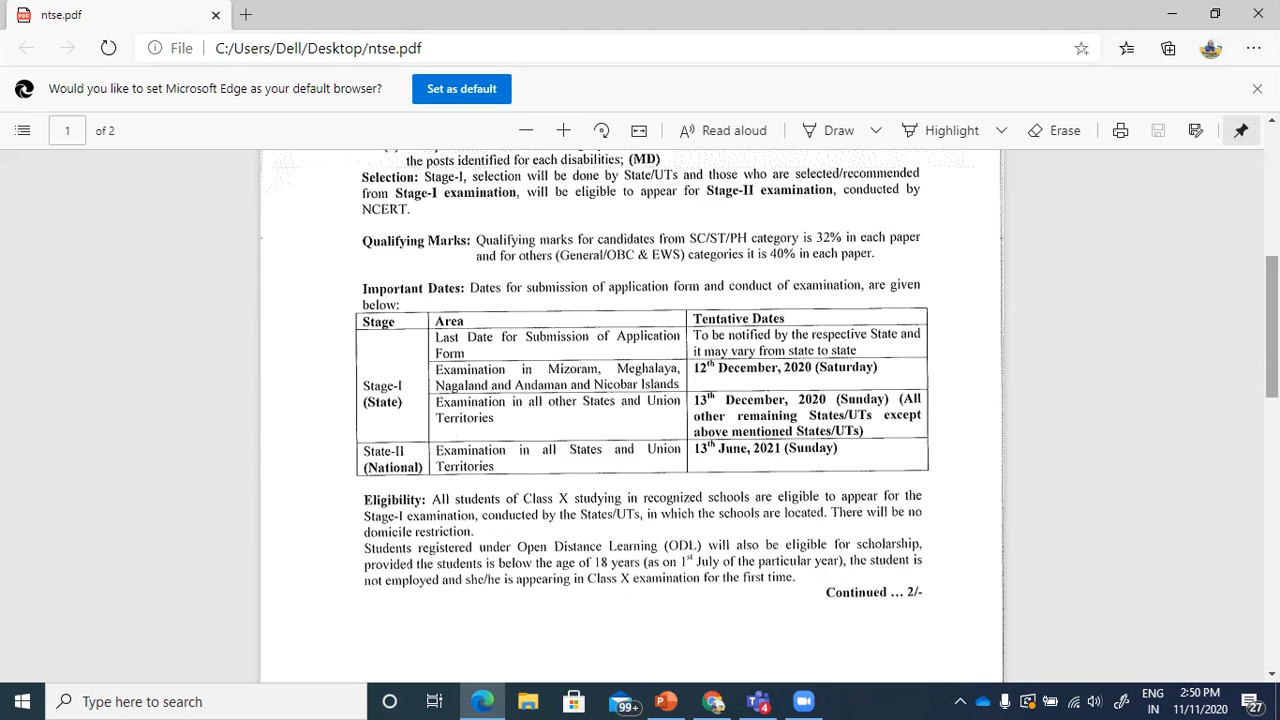 ntse.pdf
File C:/Users/Dell/Desktop/ntse.pdf
Would you like to set Microsoft Edge as your default browser? Set as default
1 of 2 Read aloud Draw Highlight Erase
the posts identified for each disabilities; (MD)
Selection: Stage-I, selection will be done by State/UTs and those who are selected/recommended
from Stage-I examination, will be eligible to appear for Stage-II examination, conducted by
NCERT.
Qualifying Marks: Qualifying marks for candidates from SC/ST/PH category is 32% in each paper
and for others (General/OBC & EWS) categories it is 40% in each paper.
Important Dates: Dates for submission of application form and conduct of examination, are given
below:
Stage Area Tentative Dates
Last Date for Submission of Application
Form
To be notified by the respective State and
it may vary from state to state
Stage-I
(State)
Examination in Mizoram, Meghalaya,
Nagaland and Andaman and Nicobar Islands
12th December, 2020 (Saturday)
Examination in all other States and Union
Territories
13th December, 2020 (Sunday) (All
other remaining States/UTs except
above mentioned States/UTs)
State-II
(National)
Examination in all States and Union
Territories
13th June, 2021 (Sunday)
Eligibility: All students of Class X studying in recognized schools are eligible to appear for the
Stage-I examination, conducted by the States/UTs, in which the schools are located. There will be no
domicile restriction.
Students registered under Open Distance Learning (ODL) will also be eligible for scholarship,
provided the students is below the age of 18 years (as on 1st July of the particular year), the student is
not employed and she/he is appearing in Class X examination for the first time.
Continued ... 2/-
Type here to search
99+
4
ENG
IN
2:50 PM
11/11/2020
27